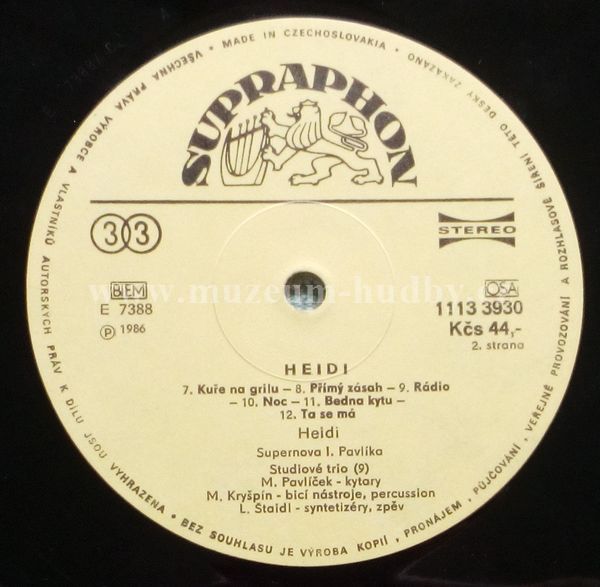 VŠECHNA PRÁVA VÝROBCE A VLASTNÍKŮ AUTORSKÝCH PRÁV K DÍLU JSOU VYHRAZENA • BEZ SOUHLASU JE VÝROBA KOPIÍ, PRONÁJEM, PŮJČOVÁNÍ, VEŘEJNÉ PROVOZOVÁNÍ A ROZHLASOVÉ ŠÍŘENÍ TÉTO DESKY ZAKÁZÁNO • MADE IN CZECHOSLOVAKIA •
SUPRAPHON
33
STEREO
BIEM
OSA
www.muzeum-hudby.cz
E 7388
1113 3930
℗ 1986
Kčs 44,-
2. strana
HEIDI
7. Kuře na grilu – 8. Přímý zásah – 9. Rádio
– 10. Noc – 11. Bedna kytu –
12. Ta se má
Heidi
Supernova I. Pavlíka
Studiové trio (9)
M. Pavlíček - kytary
M. Kryšpín - bicí nástroje, percussion
L. Štaidl - syntetizéry, zpěv